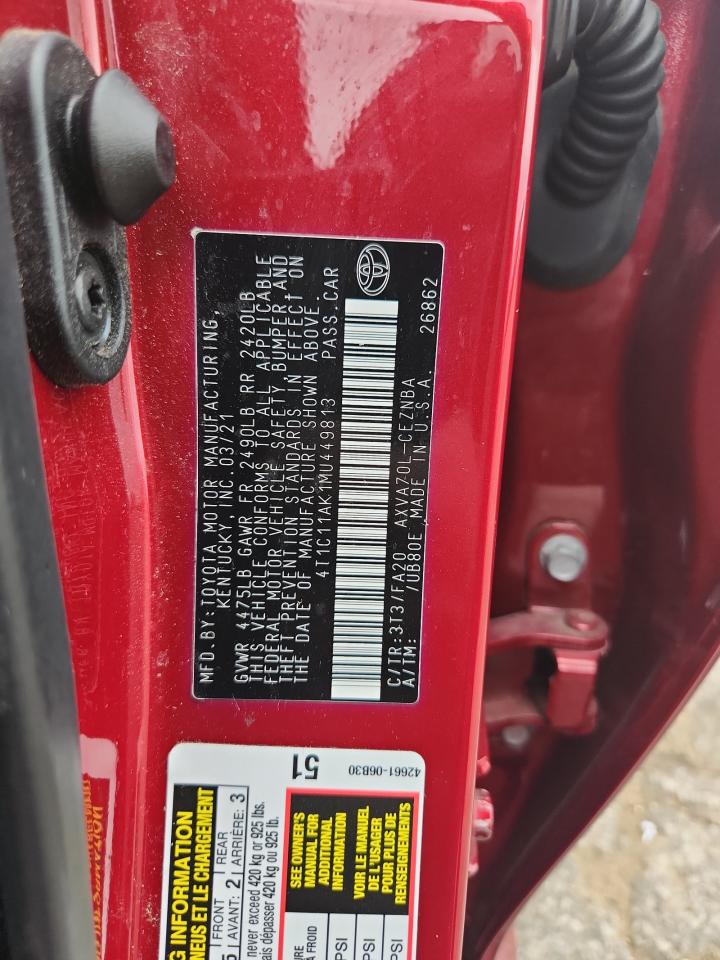 MFD.BY:TOYOTA MOTOR MANUFACTURING,
KENTUCKY, INC. 03/21
GVWR 4475LB GAWR FR 2490LB RR 2420LB
THIS VEHICLE CONFORMS TO ALL APPLICABLE
FEDERAL MOTOR VEHICLE SAFETY, BUMPER, AND
THEFT PREVENTION STANDARDS IN EFFECT ON
THE DATE OF MANUFACTURE SHOWN ABOVE.
4T1C11AK1MU449813 PASS. CAR
C/TR:3T3/FA20 AXVA70L-CEZNBA
A/TM: /UB80E MADE IN U.S.A. 26862
51
42661-06B30
INFORMATION
NEUS ET LE CHARGEMENT
FRONT 2 REAR 3
AVANT: ARRIÈRE:
never exceed 420 kg or 925 lbs.
dépasser 420 kg ou 925 lb.
SEE OWNER'S
MANUAL FOR
ADDITIONAL
INFORMATION
VOIR LE MANUEL
DE L'USAGER
POUR PLUS DE
RENSEIGNEMENTS
À FROID
PSI
PSI
PSI